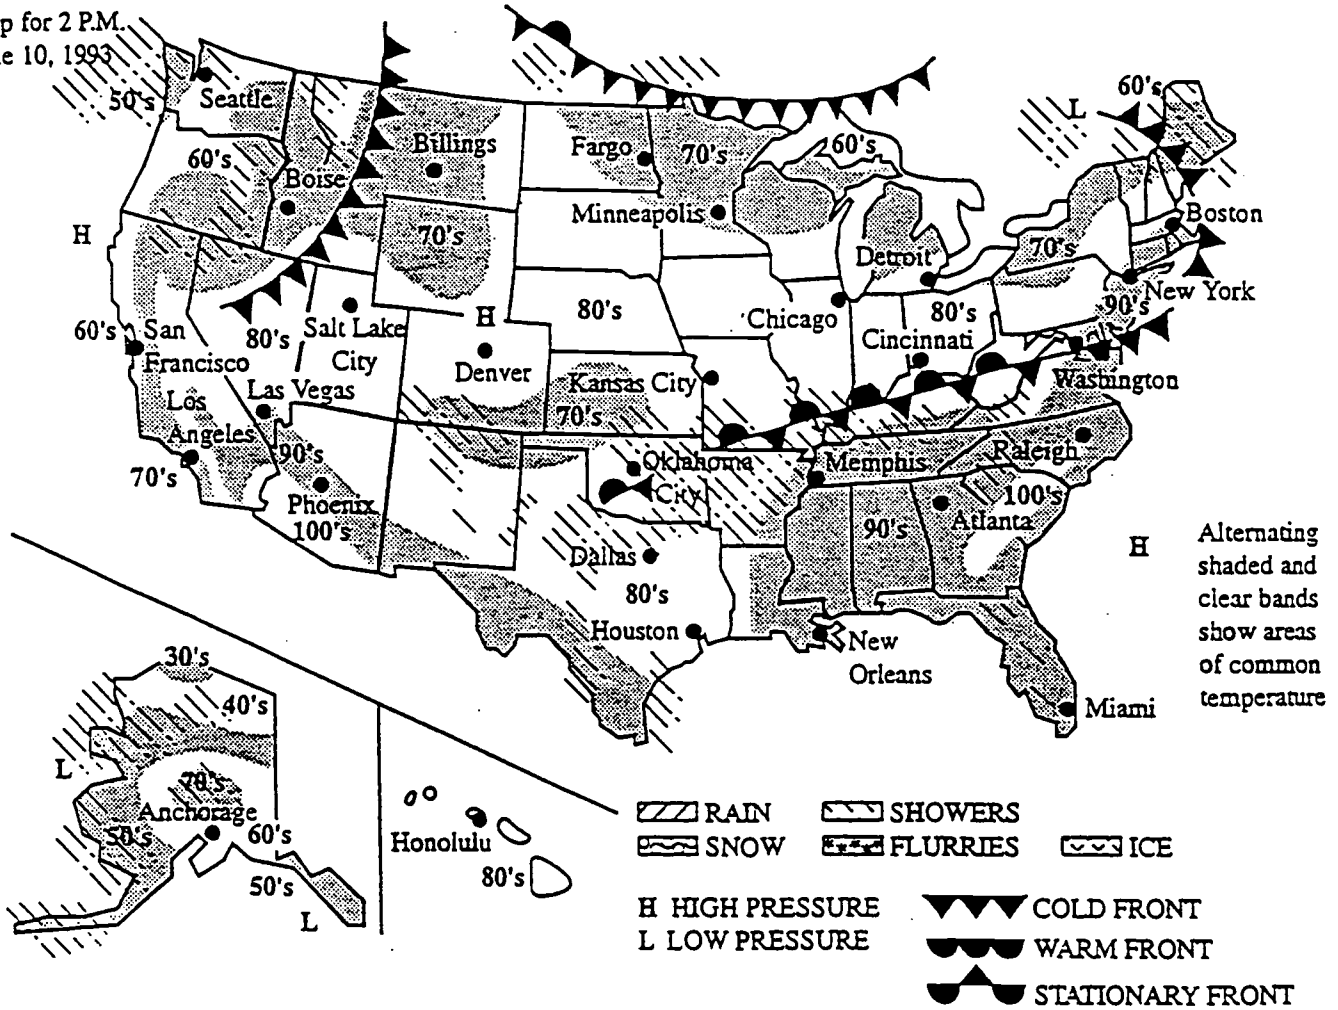 p for 2 P.M.
e 10, 1993
50's
Seattle
60's
Boise
Billings
Fargo
70's
60's
L
60's
H
Minneapolis
Boston
70's
Detroit
70's
New York
90's
60's
San
Francisco
80's
Salt Lake
City
H
Denver
80's
Chicago
80's
Cincinnati
Washington
Las Vegas
Kansas City
70's
Los
Angeles
70's
90's
Phoenix
100's
Oklahoma
City
Memphis
Raleigh
100's
Atlanta
90's
Dallas
80's
Houston
New
Orleans
Miami
H
Alternating
shaded and
clear bands
show areas
of common
temperature
30's
40's
L
70's
Anchorage
50's
60's
50's
L
Honolulu
80's
RAIN
SHOWERS
SNOW
FLURRIES
ICE
H HIGH PRESSURE
L LOW PRESSURE
COLD FRONT
WARM FRONT
STATIONARY FRONT